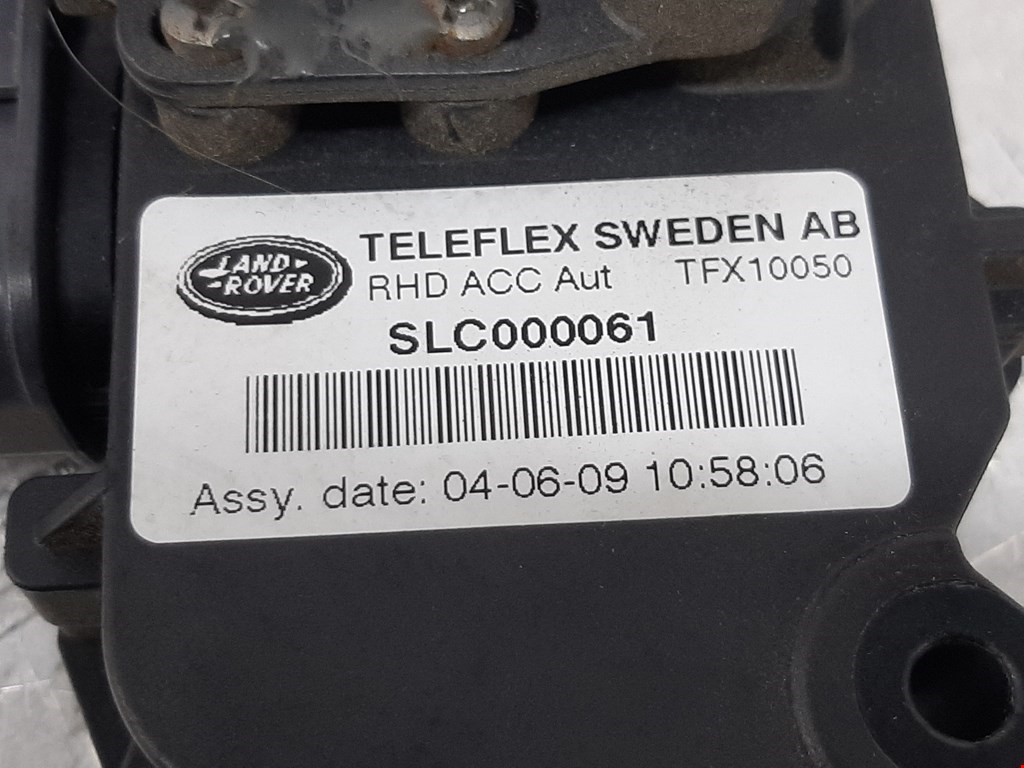 LAND-
-ROVER
TELEFLEX SWEDEN AB
RHD ACC Aut TFX10050
SLC000061
Assy. date: 04-06-09 10:58:06